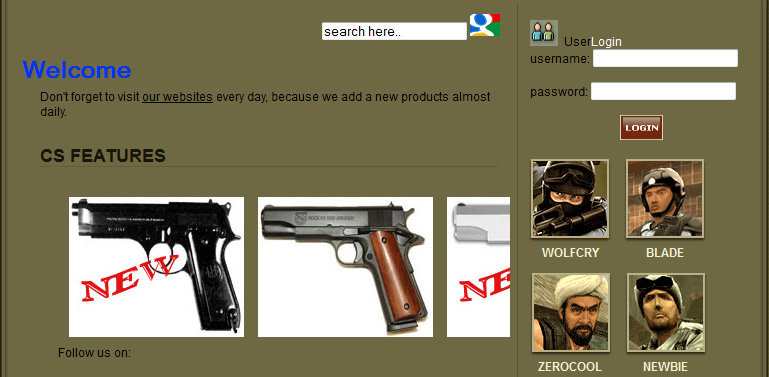 search here..
Welcome
Don't forget to visit our websites every day, because we add a new products almost
daily.
CS FEATURES
NEW
NEW
Follow us on:
UserLogin
username:
password:
LOGIN
WOLFCRY
BLADE
ZEROCOOL
NEWBIE